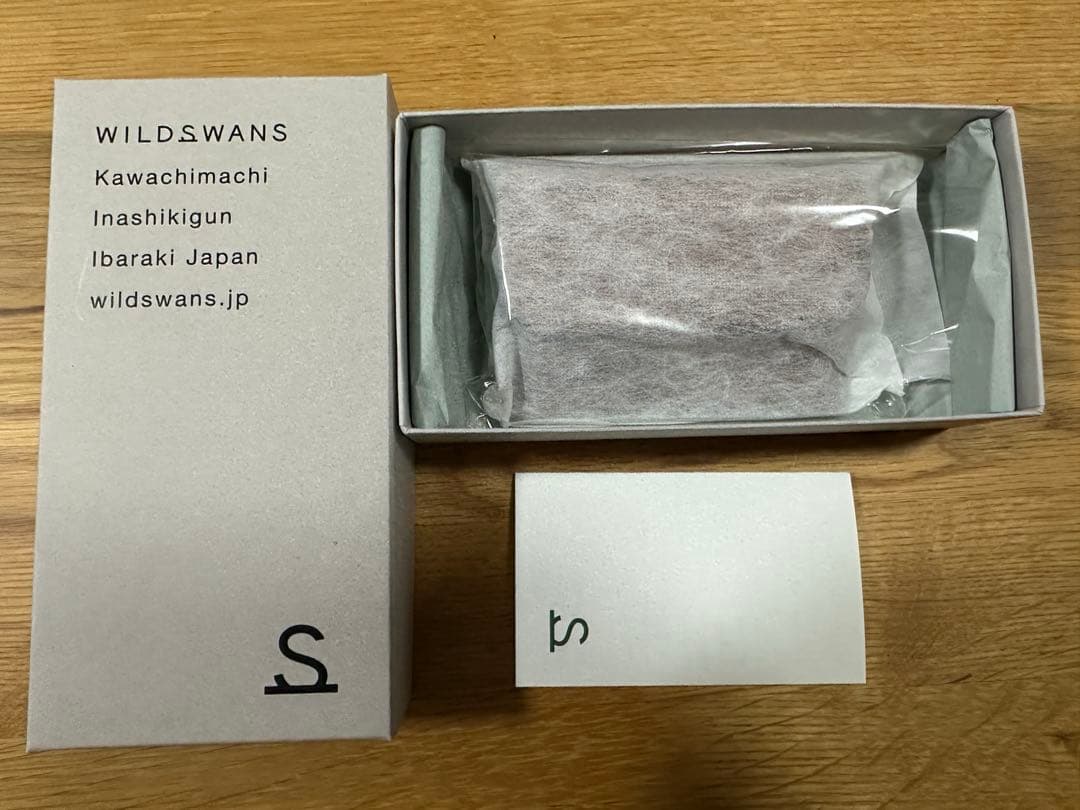 WILDSWANS
Kawachimachi
Inashikigun
Ibaraki Japan
wildswans.jp
S
S